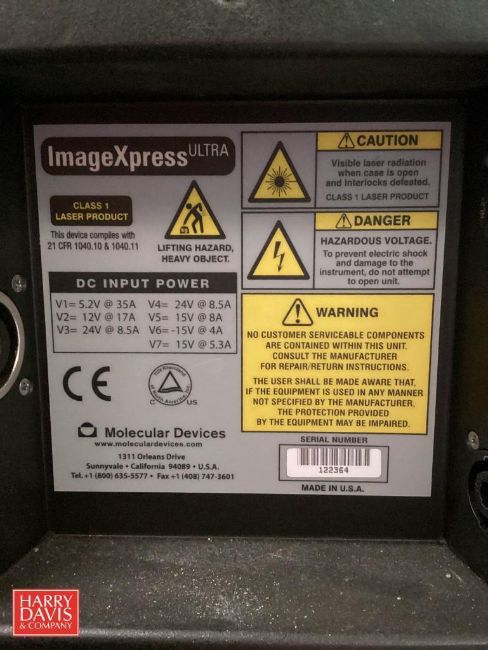 ImageXpress ULTRA
CLASS 1
LASER PRODUCT
This device complies with
21 CFR 1040.10 & 1040.11
LIFTING HAZARD,
HEAVY OBJECT.
DC INPUT POWER
V1= 5.2V @ 35A V4= 24V @ 8.5A
V2= 12V @ 17A V5= 15V @ 8A
V3= 24V @ 8.5A V6= -15V @ 4A
V7= 15V @ 5.3A
CE
C US
Molecular Devices
www.moleculardevices.com
1311 Orleans Drive
Sunnyvale • California 94089 • U.S.A.
Tel. +1 (800) 635-5577 • Fax +1 (408) 747-3601
CAUTION
Visible laser radiation
when case is open
and interlocks defeated.
CLASS 1 LASER PRODUCT
DANGER
HAZARDOUS VOLTAGE.
To prevent electric shock
and damage to the
instrument, do not attempt
to open unit.
WARNING
NO CUSTOMER SERVICEABLE COMPONENTS
ARE CONTAINED WITHIN THIS UNIT.
CONSULT THE MANUFACTURER
FOR REPAIR/RETURN INSTRUCTIONS.
THE USER SHALL BE MADE AWARE THAT,
IF THE EQUIPMENT IS USED IN ANY MANNER
NOT SPECIFIED BY THE MANUFACTURER,
THE PROTECTION PROVIDED
BY THE EQUIPMENT MAY BE IMPAIRED.
SERIAL NUMBER
122364
MADE IN U.S.A.
HARRY
DAVIS
& COMPANY